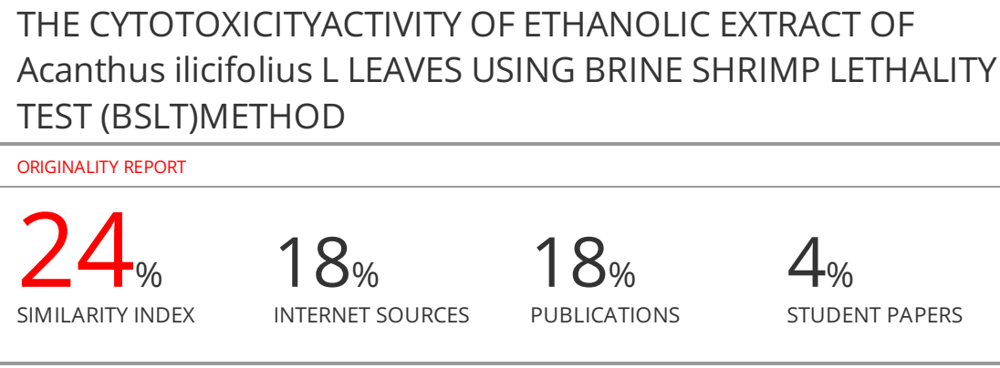 THE CYTOTOXICITYACTIVITY OF ETHANOLIC EXTRACT OF
Acanthus ilicifolius L LEAVES USING BRINE SHRIMP LETHALITY
TEST (BSLT)METHOD
ORIGINALITY REPORT
24% 18% 18% 4%
SIMILARITY INDEX INTERNET SOURCES PUBLICATIONS STUDENT PAPERS